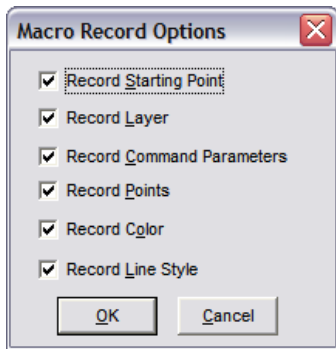 Macro Record Options
Record Starting Point
Record Layer
Record Command Parameters
Record Points
Record Color
Record Line Style
OK
Cancel